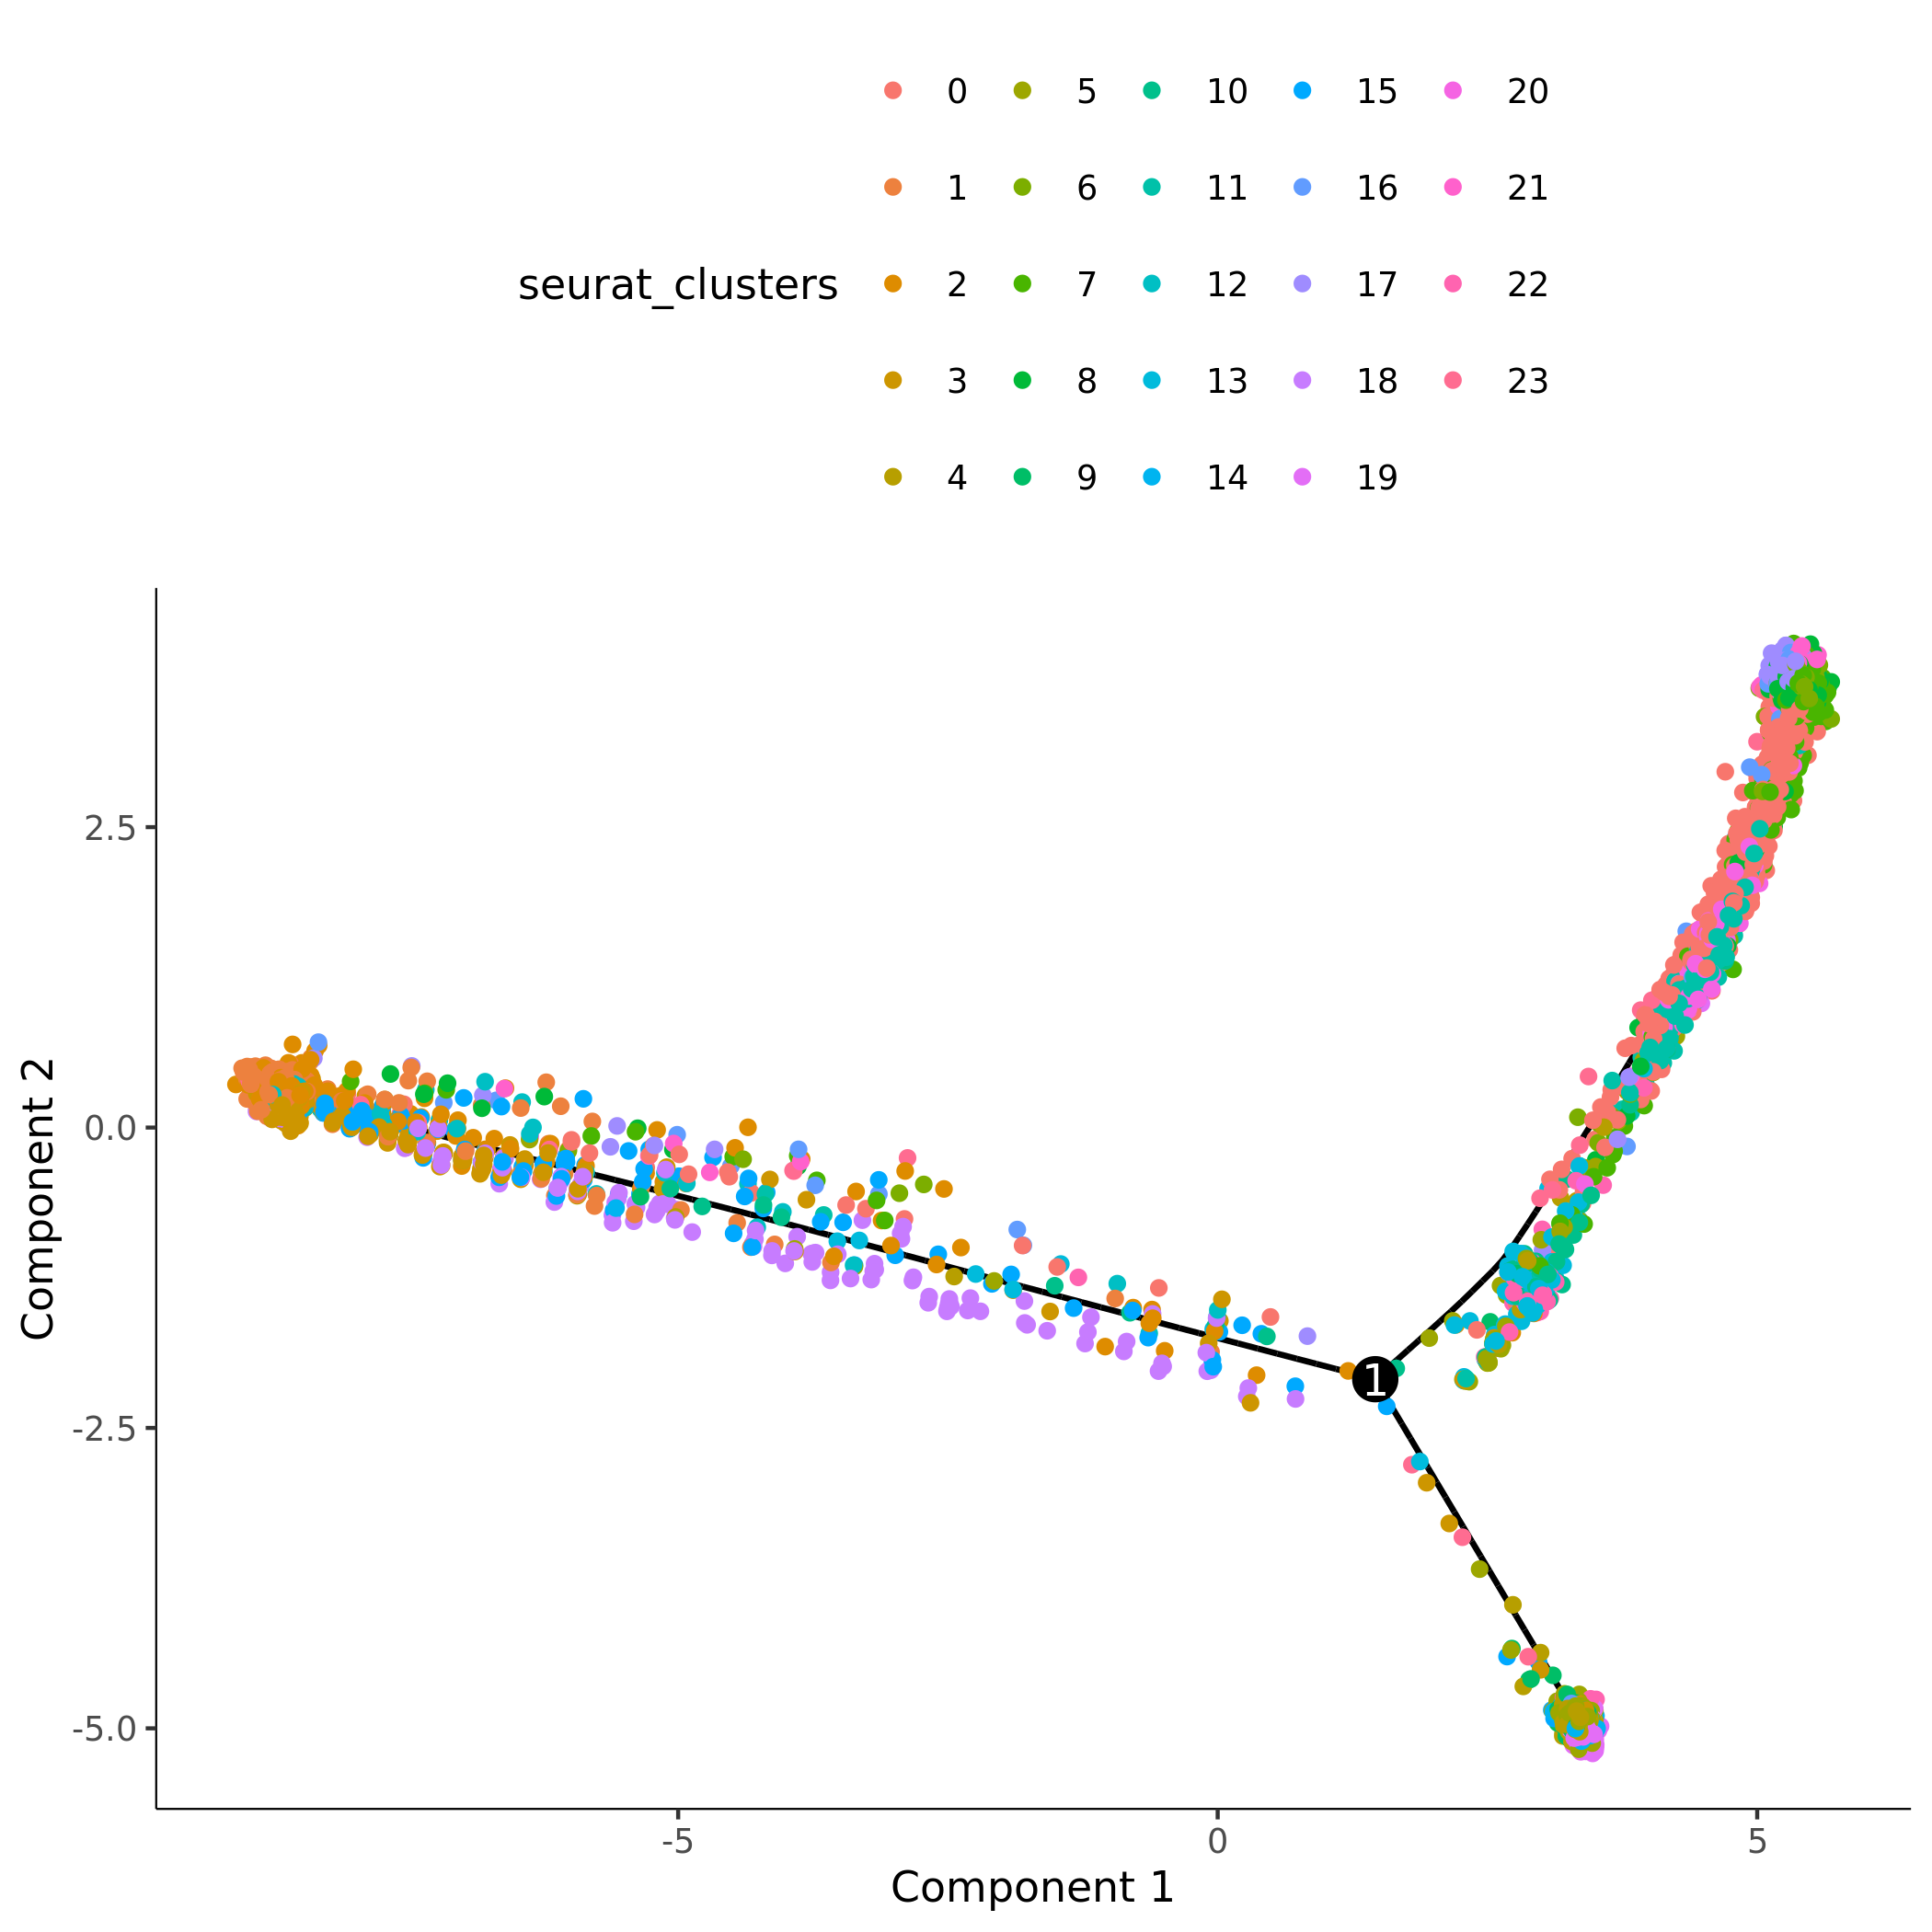 0 5 10 15 20
1 6 11 16 21
seurat_clusters 2 7 12 17 22
3 8 13 18 23
4 9 14 19
2.5
0.0
-2.5
-5.0
Component 2
1
-5 0 5
Component 1